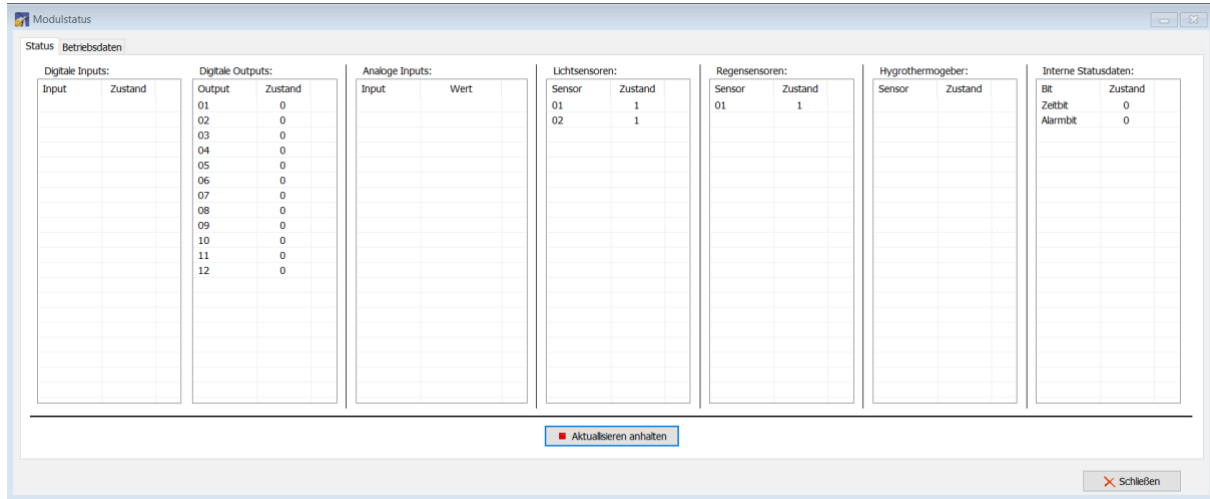 Modulstatus
Status Betriebsdaten
Digitale Inputs: Digitale Outputs: Analoge Inputs: Lichtsensoren: Regensensoren: Hygrothermogeber: Interne Statusdaten:
Input Zustand Output Zustand Input Wert Sensor Zustand Sensor Zustand Sensor Zustand Bit Zustand
01 0 01 1 01 1 Zeitbit 0
02 0 02 1 Alarmbit 0
03 0
04 0
05 0
06 0
07 0
08 0
09 0
10 0
11 0
12 0
Aktualisieren anhalten
Schließen